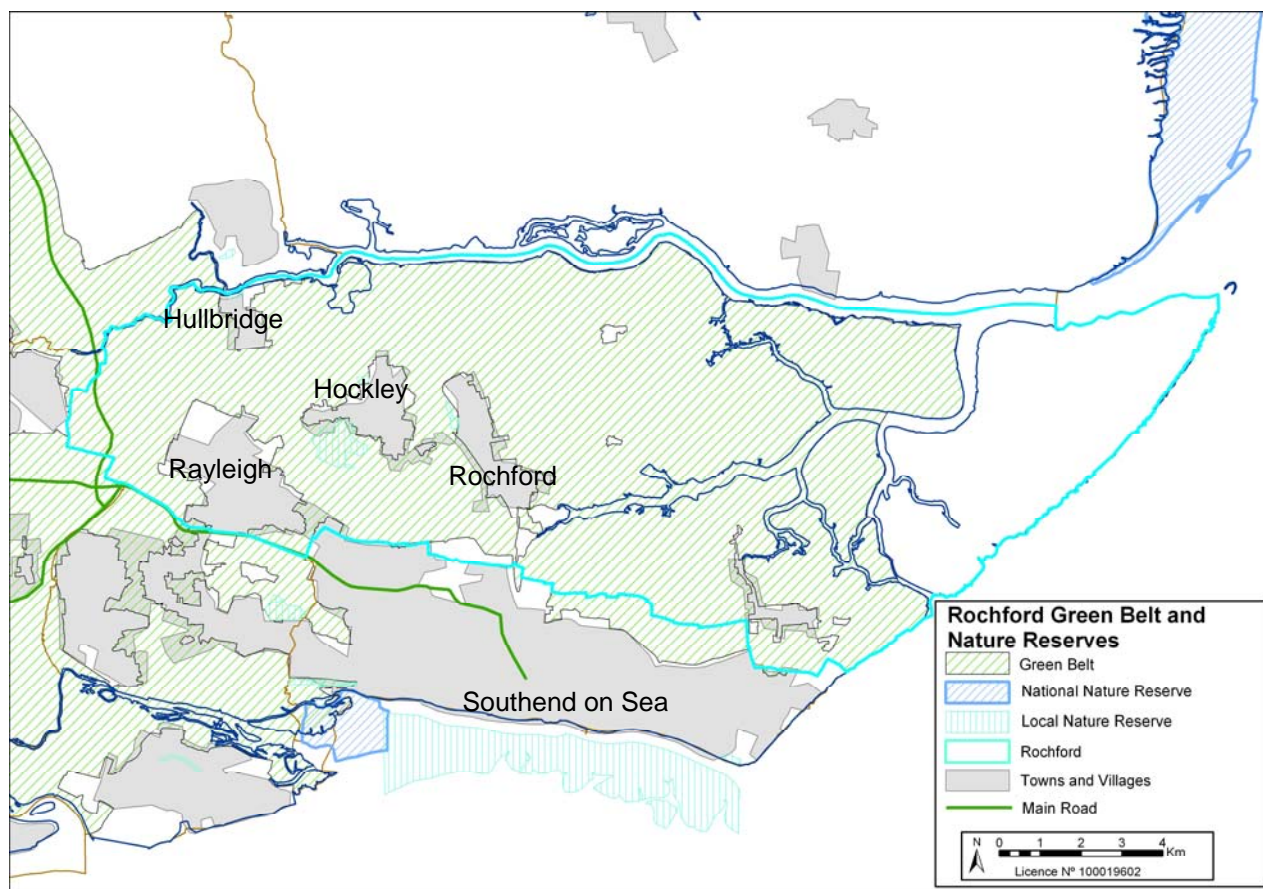 Hullbridge
Hockley
Rayleigh
Rochford
Southend on Sea
Rochford Green Belt and
Nature Reserves
Green Belt
National Nature Reserve
Local Nature Reserve
Rochford
Towns and Villages
Main Road
N
0 1 2 3 4
Km
Licence Nº 100019602